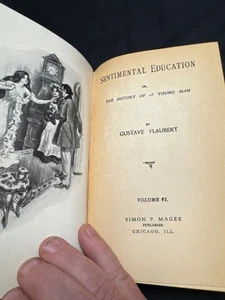 SENTIMENTAL EDUCATION
OR,
THE HISTORY OF A YOUNG MAN
BY
GUSTAVE FLAUBERT
VOLUME VI.
SIMON P. MAGEE
PUBLISHER
CHICAGO, ILL.